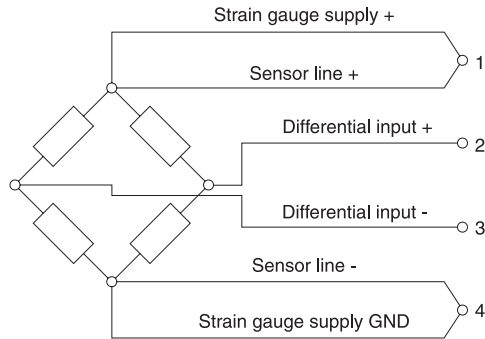 Strain gauge supply +
1
Sensor line +
Differential input +
2
Differential input -
3
Sensor line -
4
Strain gauge supply GND